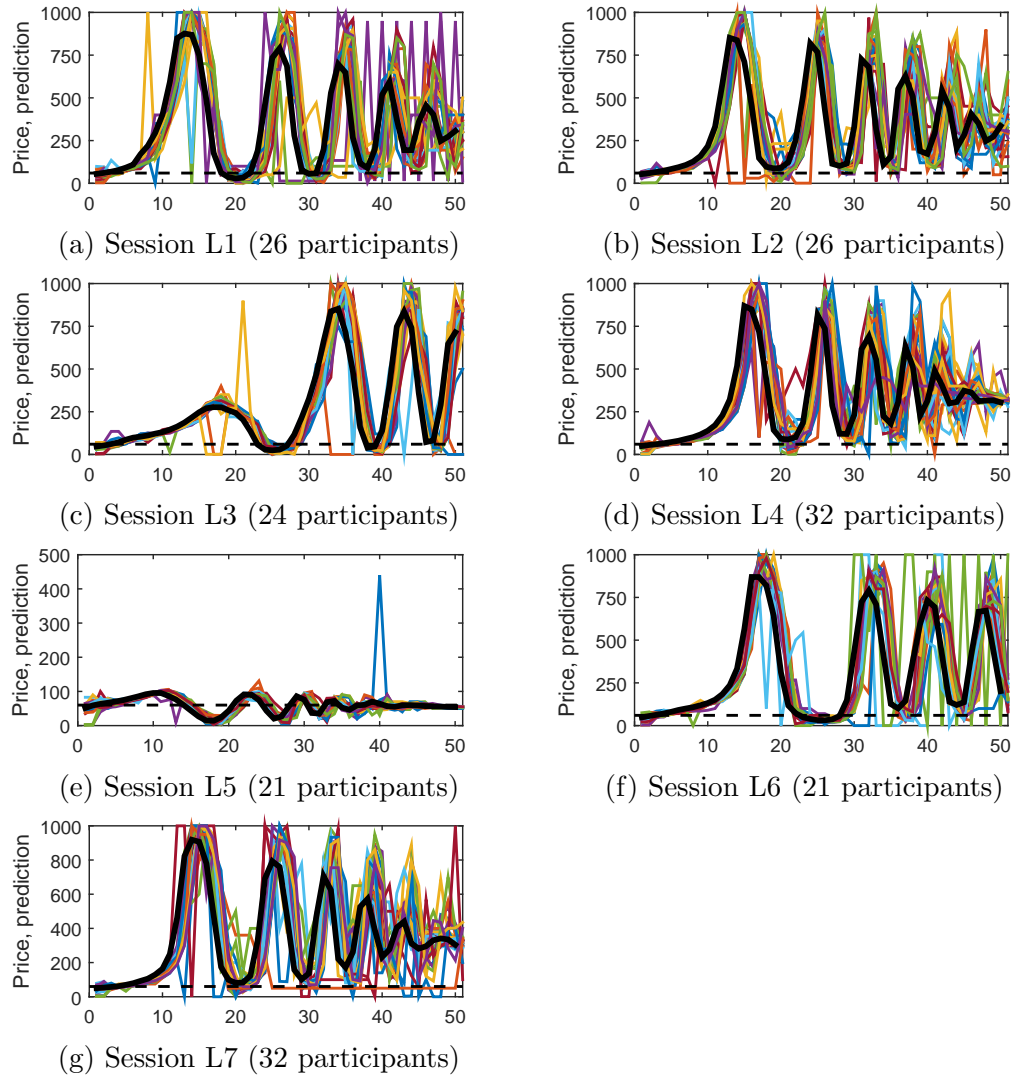 1000
750
500
250
0
Price, prediction
0 10 20 30 40 50
(a) Session L1 (26 participants)
1000
750
500
250
0
Price, prediction
0 10 20 30 40 50
(b) Session L2 (26 participants)
1000
750
500
250
0
Price, prediction
0 10 20 30 40 50
(c) Session L3 (24 participants)
1000
750
500
250
0
Price, prediction
0 10 20 30 40 50
(d) Session L4 (32 participants)
500
400
300
200
100
0
Price, prediction
0 10 20 30 40 50
(e) Session L5 (21 participants)
1000
750
500
250
0
Price, prediction
0 10 20 30 40 50
(f) Session L6 (21 participants)
1000
800
600
400
200
0
Price, prediction
0 10 20 30 40 50
(g) Session L7 (32 participants)